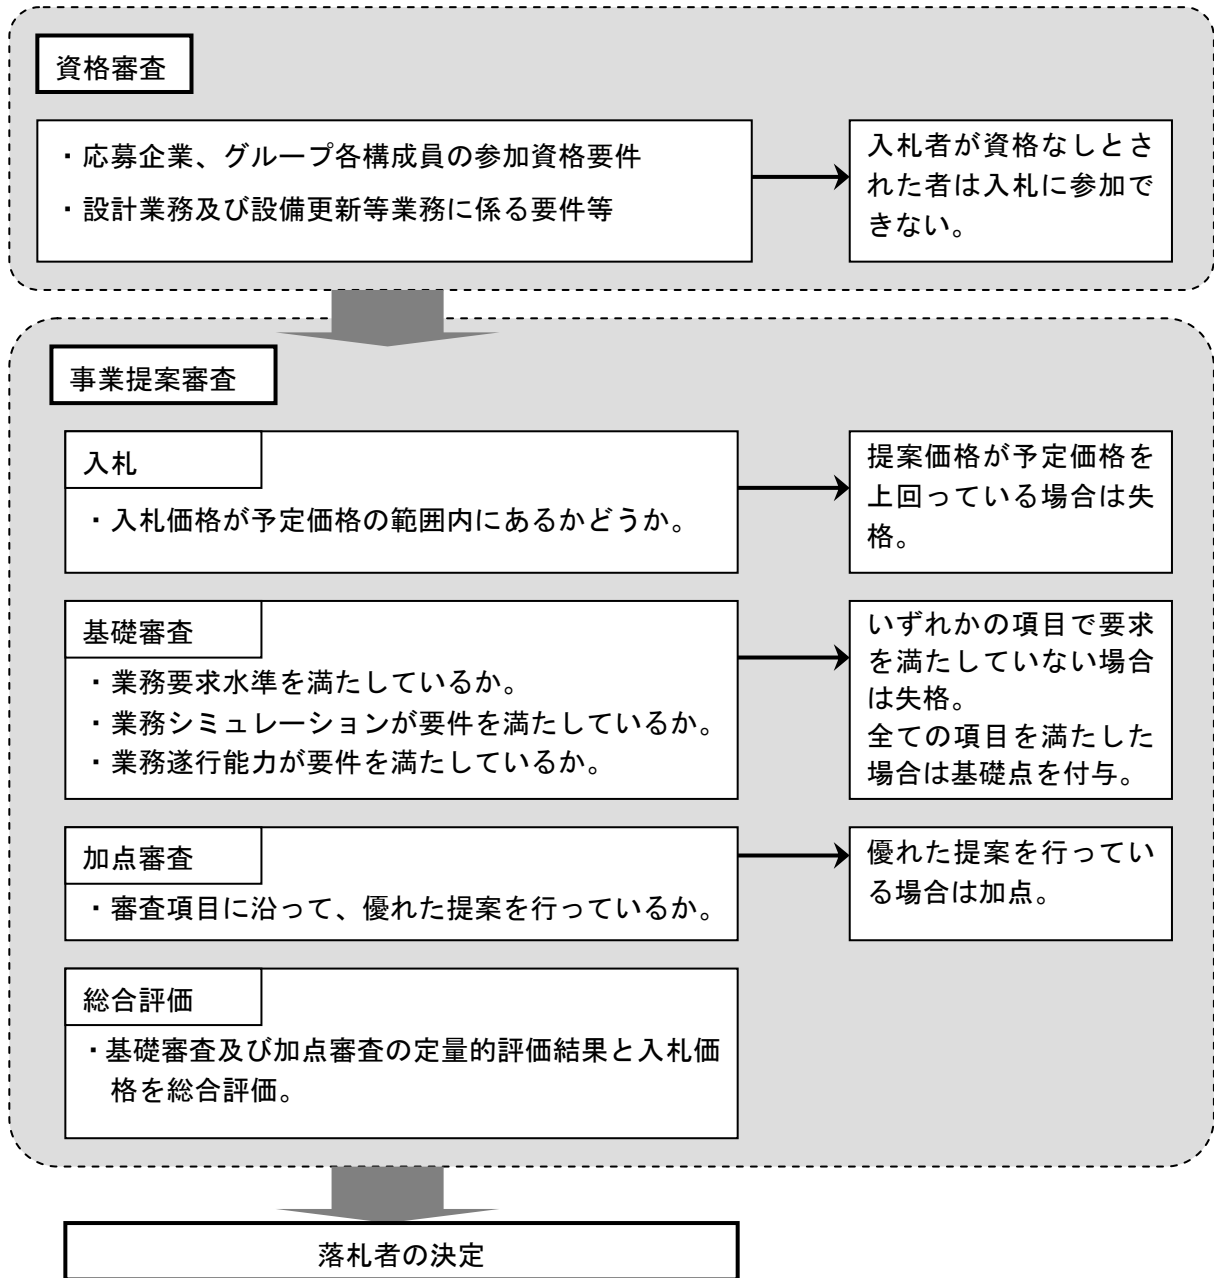 資格審査
・応募企業、グループ各構成員の参加資格要件
・設計業務及び設備更新等業務に係る要件等
入札者が資格なしとさ
れた者は入札に参加で
きない。
事業提案審査
入札
・入札価格が予定価格の範囲内にあるかどうか。
提案価格が予定価格を
上回っている場合は失
格。
基礎審査
・業務要求水準を満たしているか。
・業務シミュレーションが要件を満たしているか。
・業務遂行能力が要件を満たしているか。
いずれかの項目で要求
を満たしていない場合
は失格。
全ての項目を満たした
場合は基礎点を付与。
加点審査
・審査項目に沿って、優れた提案を行っているか。
優れた提案を行ってい
る場合は加点。
総合評価
・基礎審査及び加点審査の定量的評価結果と入札価
格を総合評価。
落札者の決定